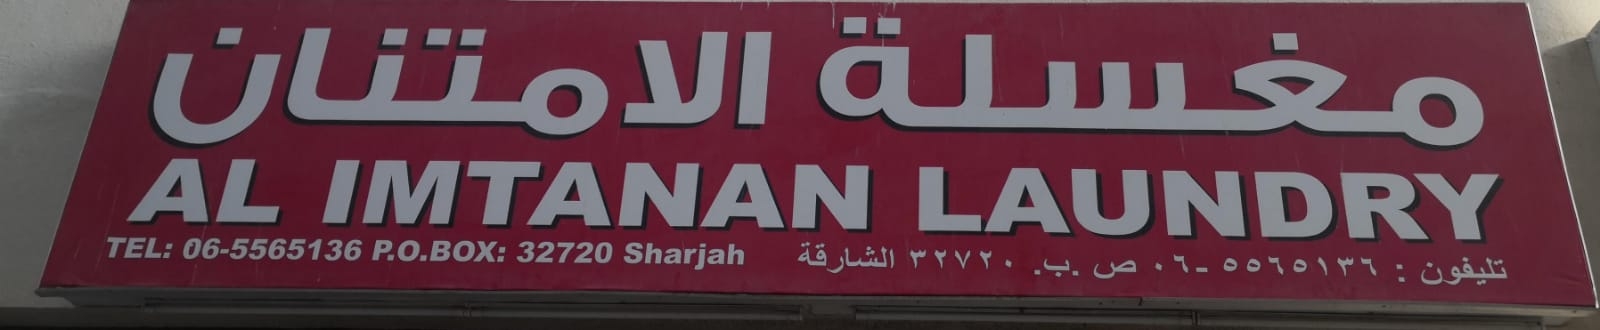 مغسلة الامتنان
AL IMTANAN LAUNDRY
TEL: 06-5565136 P.O.BOX: 32720 Sharjah
تليفون : ٥٥٦٥١٣٦ -٠٦ ص .ب. ٣٢٧٢٠ الشارقة